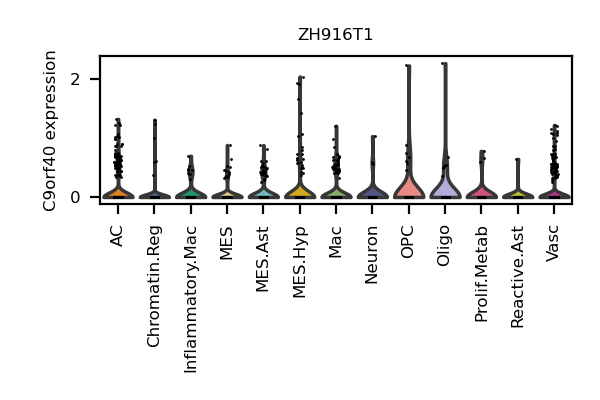 ZH916T1
C9orf40 expression
2
0
AC
Chromatin.Reg
Inflammatory.Mac
MES
MES.Ast
MES.Hyp
Mac
Neuron
OPC
Oligo
Prolif.Metab
Reactive.Ast
Vasc